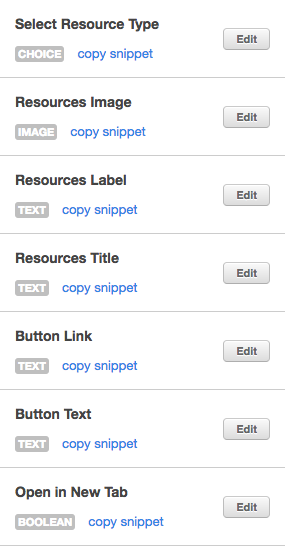 Select Resource Type
Edit
CHOICE copy snippet
Resources Image
Edit
IMAGE copy snippet
Resources Label
Edit
TEXT copy snippet
Resources Title
Edit
TEXT copy snippet
Button Link
Edit
TEXT copy snippet
Button Text
Edit
TEXT copy snippet
Open in New Tab
Edit
BOOLEAN copy snippet